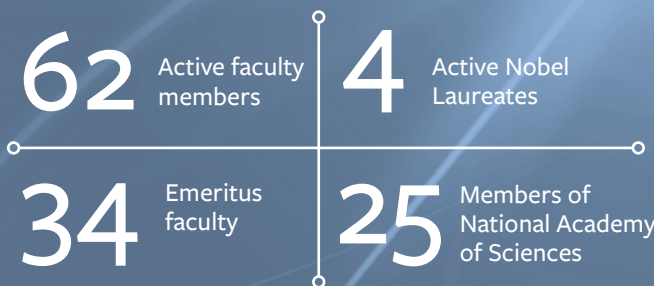 62 Active faculty
members
4 Active Nobel
Laureates
34 Emeritus
faculty
25 Members of
National Academy
of Sciences